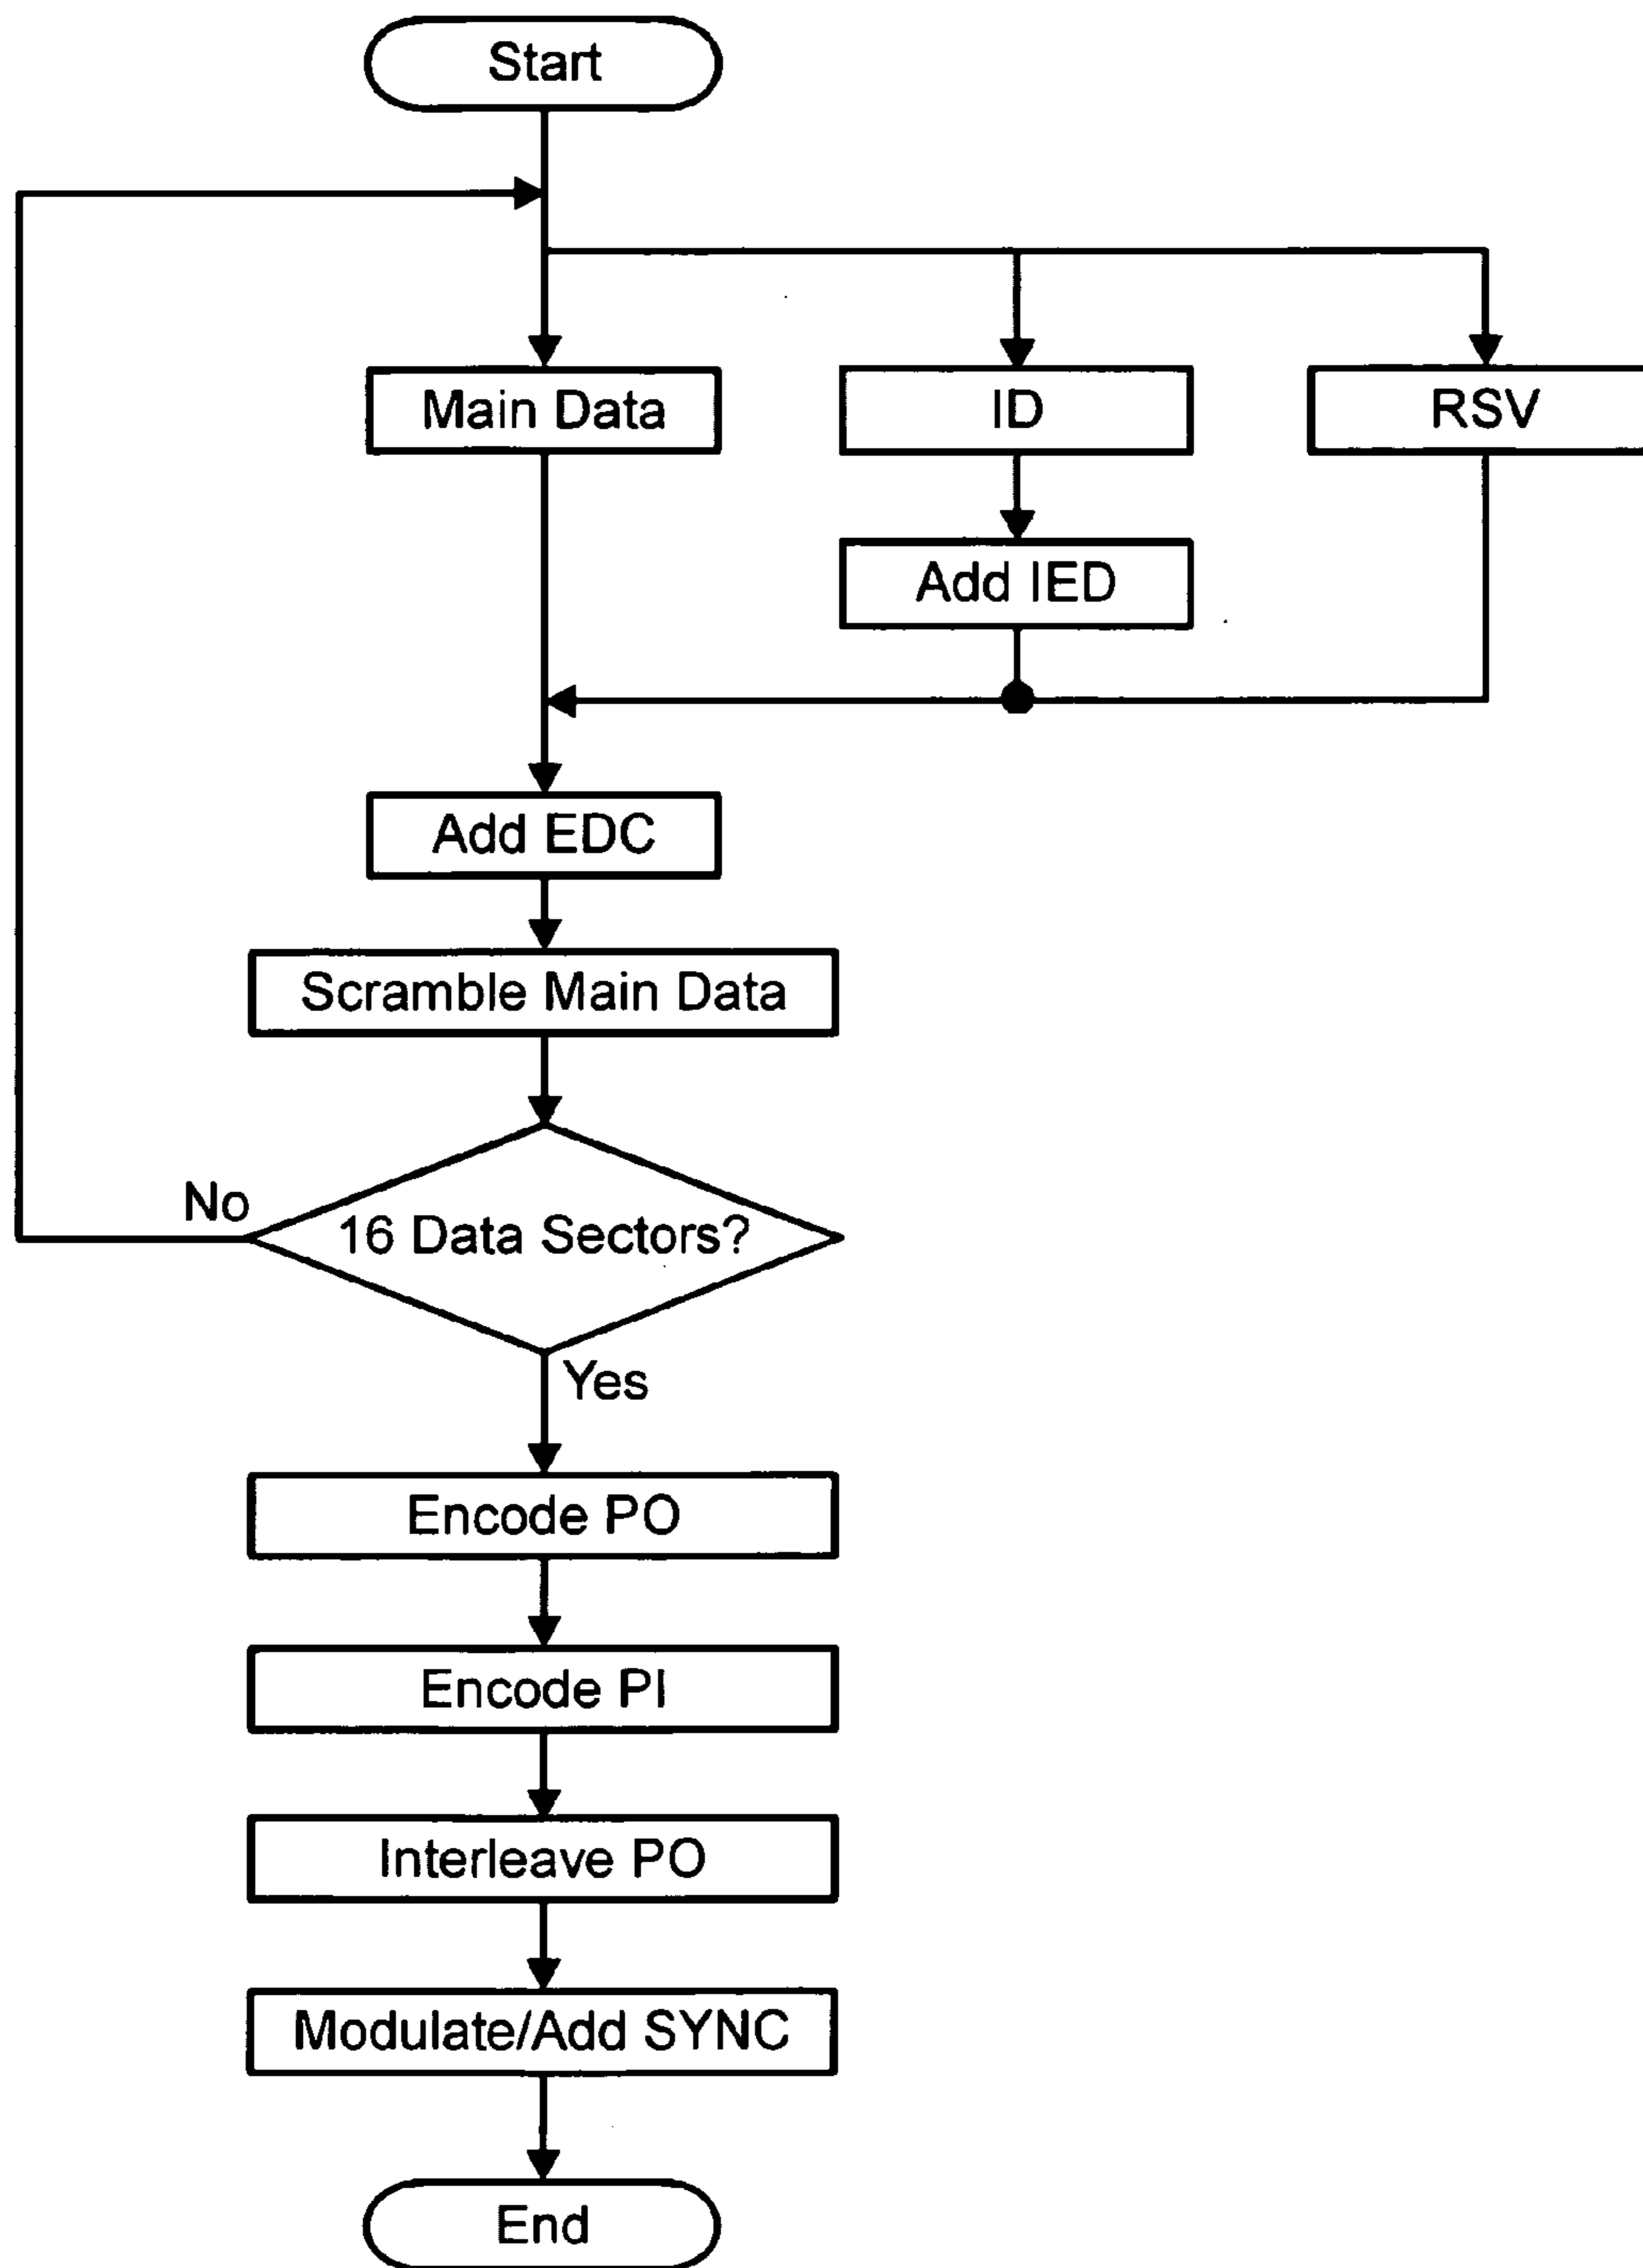 Start
Main Data
ID
RSV
Add IED
Add EDC
Scramble Main Data
No
16 Data Sectors?
Yes
Encode PO
Encode PI
Interleave PO
Modulate/Add SYNC
End